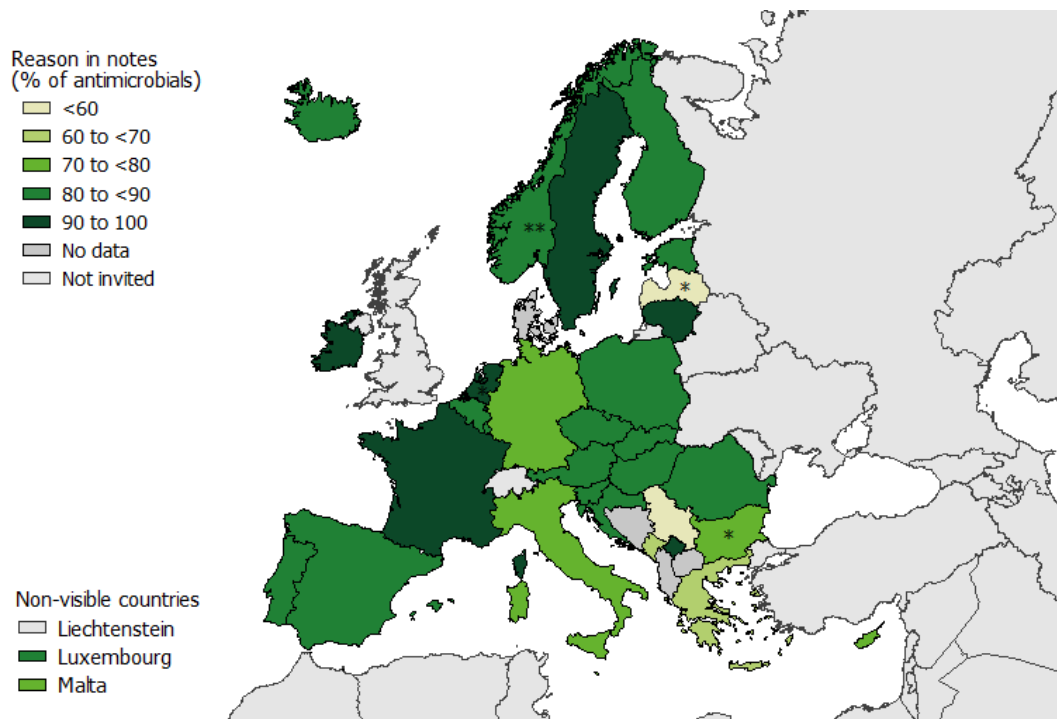 Reason in notes
(% of antimicrobials)
<60
60 to <70
70 to <80
80 to <90
90 to 100
No data
Not invited
**
*
*
Non-visible countries
Liechtenstein
Luxembourg
Malta